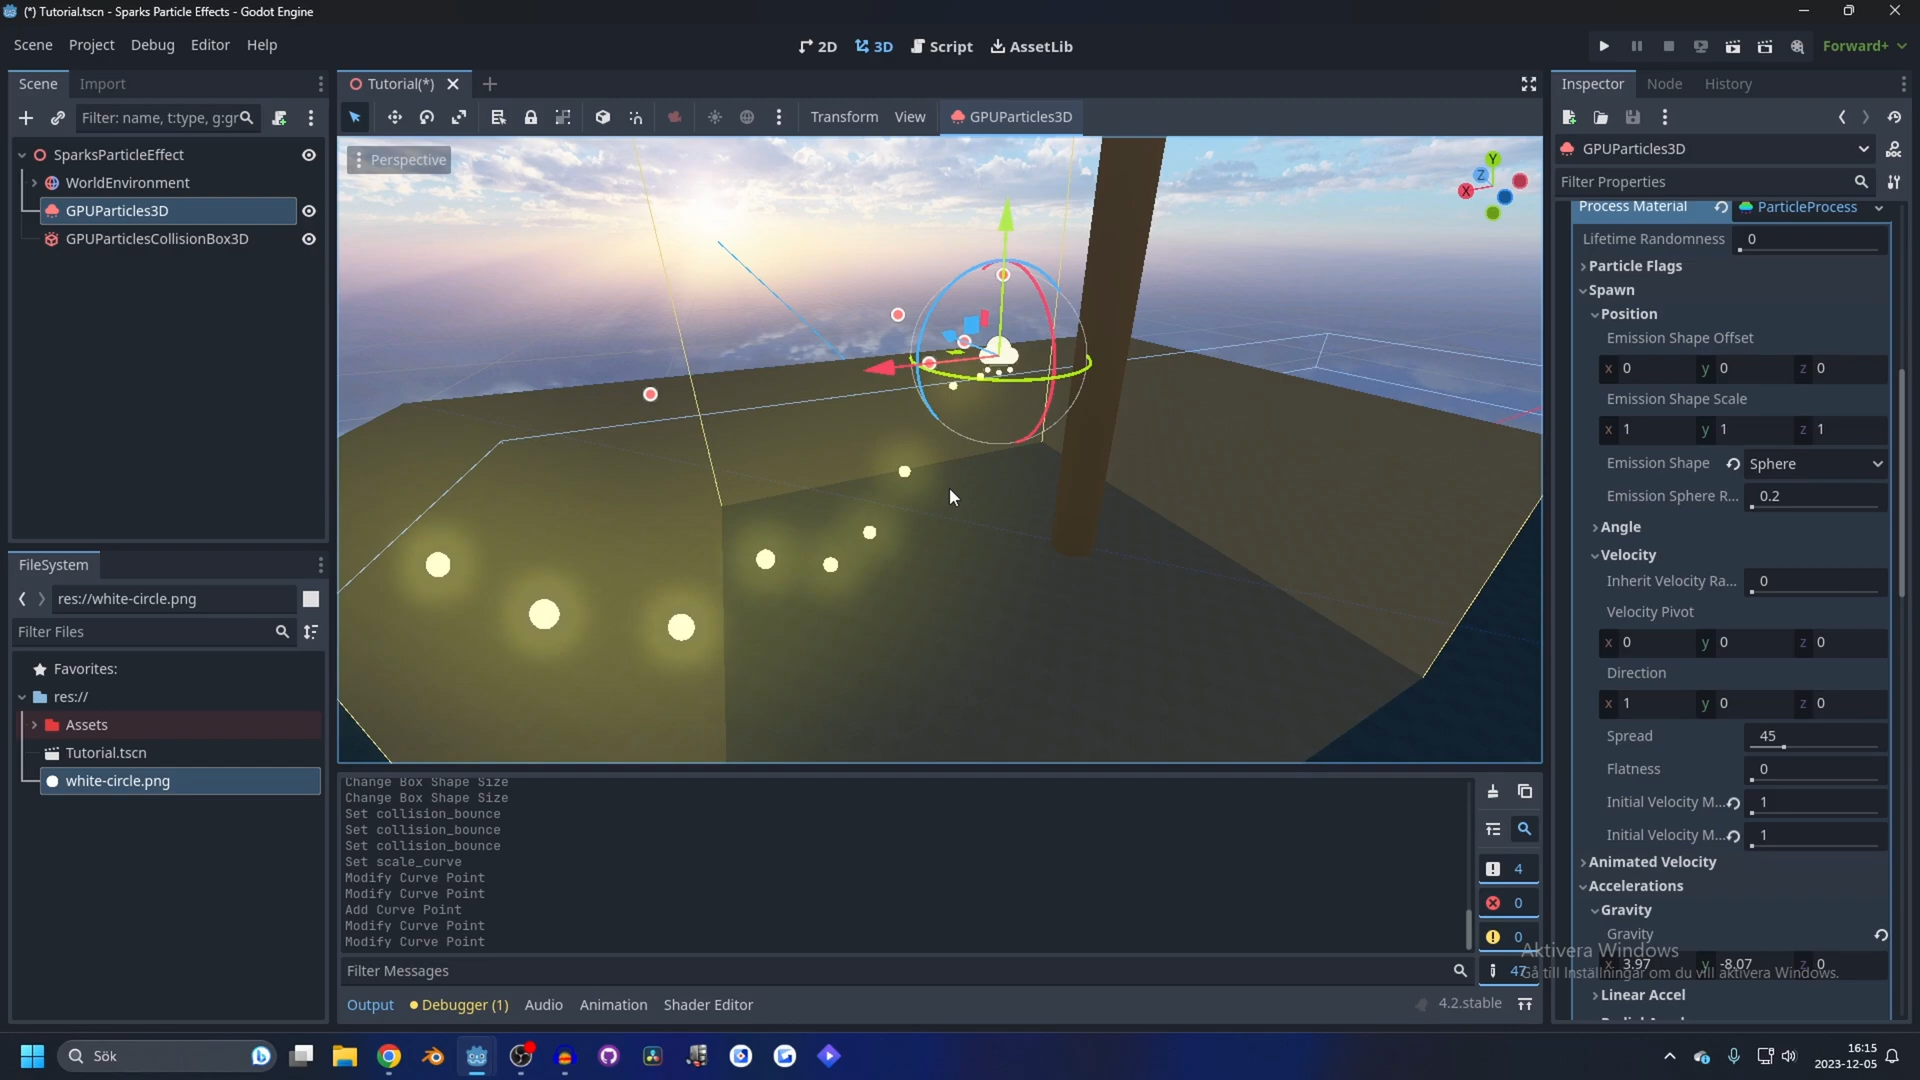 (*) Tutorial.tscn - Sparks Particle Effects - Godot Engine
Scene Project Debug Editor Help
2D 3D Script AssetLib
Forward+
Scene Import
Tutorial(*)
Inspector Node History
Filter: name, t:type, g:gr
Transform View GPUParticles3D
SparksParticleEffect
WorldEnvironment
GPUParticles3D
GPUParticlesCollisionBox3D
Perspective
Y
Z
X
GPUParticles3D
Filter Properties
Process Material ParticleProcess
Lifetime Randomness 0
Particle Flags
Spawn
Position
Emission Shape Offset
x 0 y 0 z 0
Emission Shape Scale
x 1 y 1 z 1
Emission Shape Sphere
Emission Sphere R... 0.2
Angle
Velocity
Inherit Velocity Ra... 0
Velocity Pivot
x 0 y 0 z 0
Direction
x 1 y 0 z 0
Spread 45
Flatness 0
Initial Velocity M... 1
Initial Velocity M... 1
Animated Velocity
Accelerations
Gravity
Gravity
x 3.97 y -8.07 z 0
Linear Accel
Aktivera Windows
Gå till Inställningar om du vill aktivera Windows.
FileSystem
res://white-circle.png
Filter Files
Favorites:
res://
Assets
Tutorial.tscn
white-circle.png
Change Box Shape Size
Change Box Shape Size
Set collision_bounce
Set collision_bounce
Set collision_bounce
Set scale_curve
Modify Curve Point
Modify Curve Point
Add Curve Point
Modify Curve Point
Modify Curve Point
4
0
0
47
Filter Messages
Output Debugger (1) Audio Animation Shader Editor
4.2.stable
Sök
16:15
2023-12-05